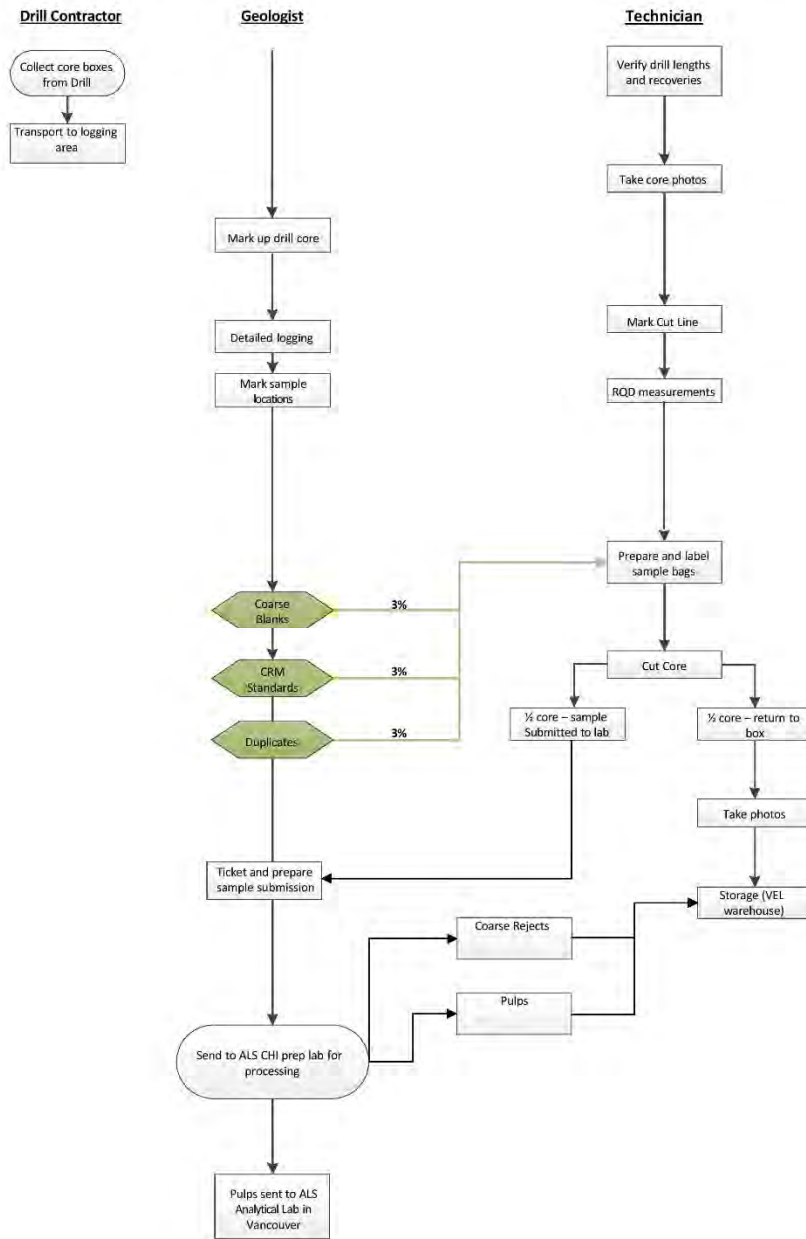 Drill Contractor
Collect core boxes
from Drill
Transport to logging
area
Geologist
Mark up drill core
Detailed logging
Mark sample
locations
Coarse
Blanks
3%
CRM
Standards
3%
Duplicates
3%
Ticket and prepare
sample submission
Send to ALS CHI prep lab for
processing
Pulps sent to ALS
Analytical Lab in
Vancouver
Technician
Verify drill lengths
and recoveries
Take core photos
Mark Cut Line
RQD measurements
Prepare and label
sample bags
Cut Core
½ core – sample
Submitted to lab
½ core – return to
box
Take photos
Storage (VEL
warehouse)
Coarse Rejects
Pulps